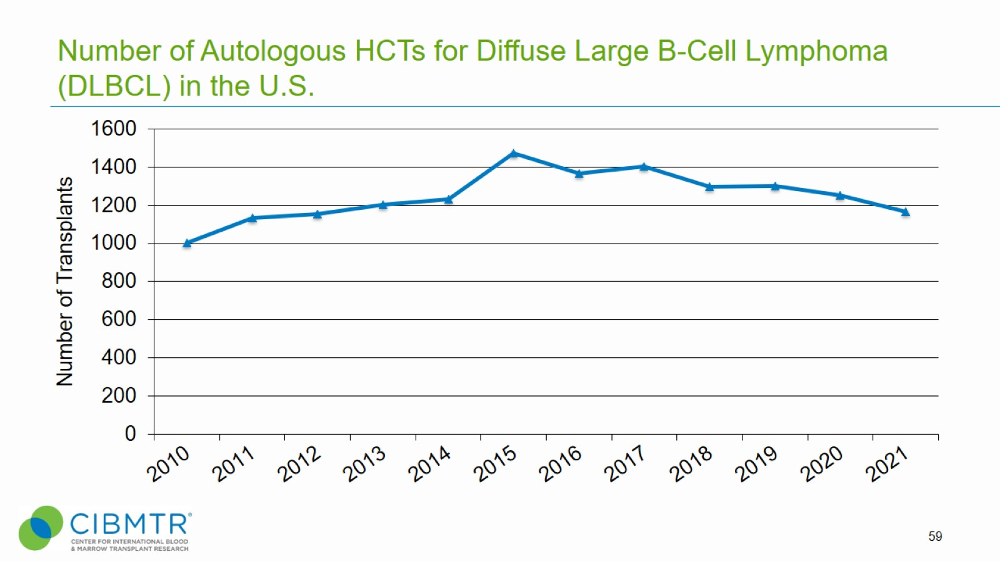 Number of Autologous HCTs for Diffuse Large B-Cell Lymphoma
(DLBCL) in the U.S.
Number of Transplants
1600
1400
1200
1000
800
600
400
200
0
2010 2011 2012 2013 2014 2015 2016 2017 2018 2019 2020 2021
CIBMTR®
CENTER FOR INTERNATIONAL BLOOD
& MARROW TRANSPLANT RESEARCH
59